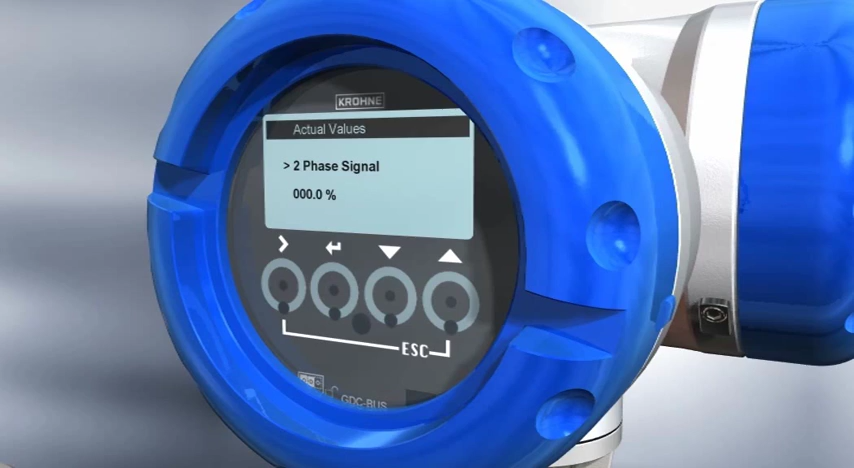 KROHNE
Actual Values
> 2 Phase Signal
000.0 %
ESC
GDC-BUS